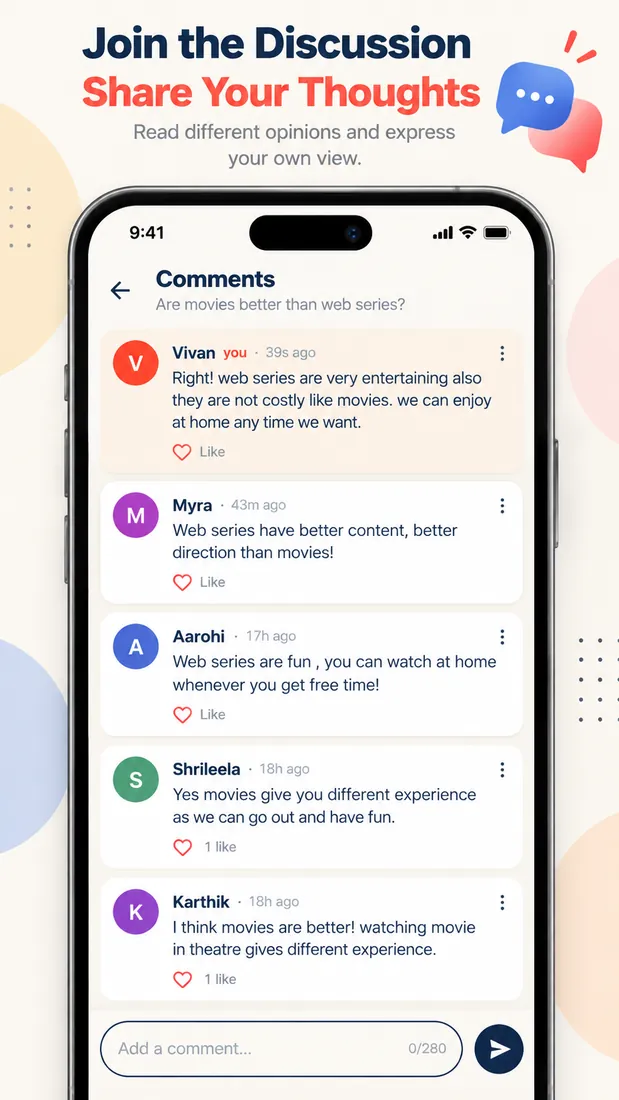 Join the Discussion
Share Your Thoughts
Read different opinions and express
your own view.
9:41
Comments
Are movies better than web series?
V
Vivan you · 39s ago
Right! web series are very entertaining also
they are not costly like movies. we can enjoy
at home any time we want.
Like
M
Myra · 43m ago
Web series have better content, better
direction than movies!
Like
A
Aarohi · 17h ago
Web series are fun , you can watch at home
whenever you get free time!
Like
S
Shrileela · 18h ago
Yes movies give you different experience
as we can go out and have fun.
1 like
K
Karthik · 18h ago
I think movies are better! watching movie
in theatre gives different experience.
1 like
Add a comment... 0/280